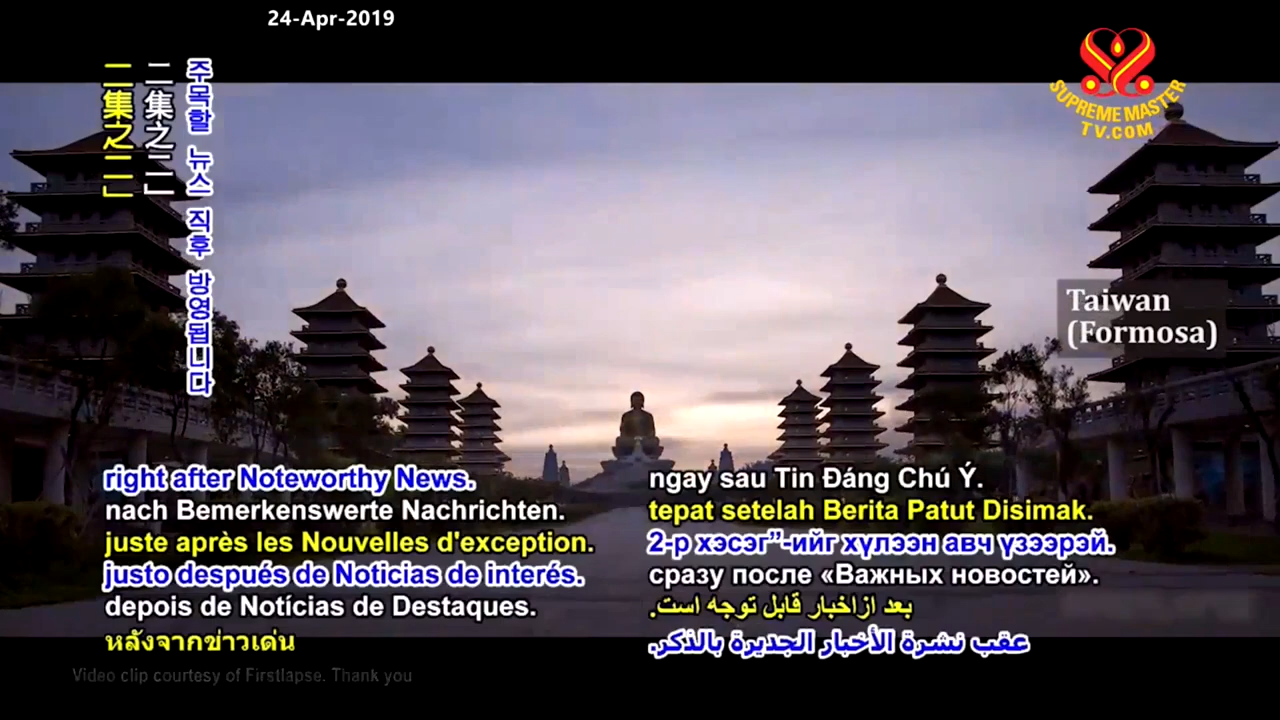 24-Apr-2019
SUPREME MASTER
TV.COM
주목할 뉴스 직후 방영됩니다
二集之二」
二集之二」
Taiwan
(Formosa)
right after Noteworthy News.
nach Bemerkenswerte Nachrichten.
juste après les Nouvelles d'exception.
justo después de Noticias de interés.
depois de Notícias de Destaques.
หลังจากข่าวเด่น
ngay sau Tin Đáng Chú Ý.
tepat setelah Berita Patut Disimak.
2-р хэсэг”-ийг хүлээн авч үзээрэй.
сразу после «Важных новостей».
بعد ازاخبار قابل توجه است.
عقب نشرة الأخبار الجديرة بالذكر.
Video clip courtesy of Firstlapse. Thank you